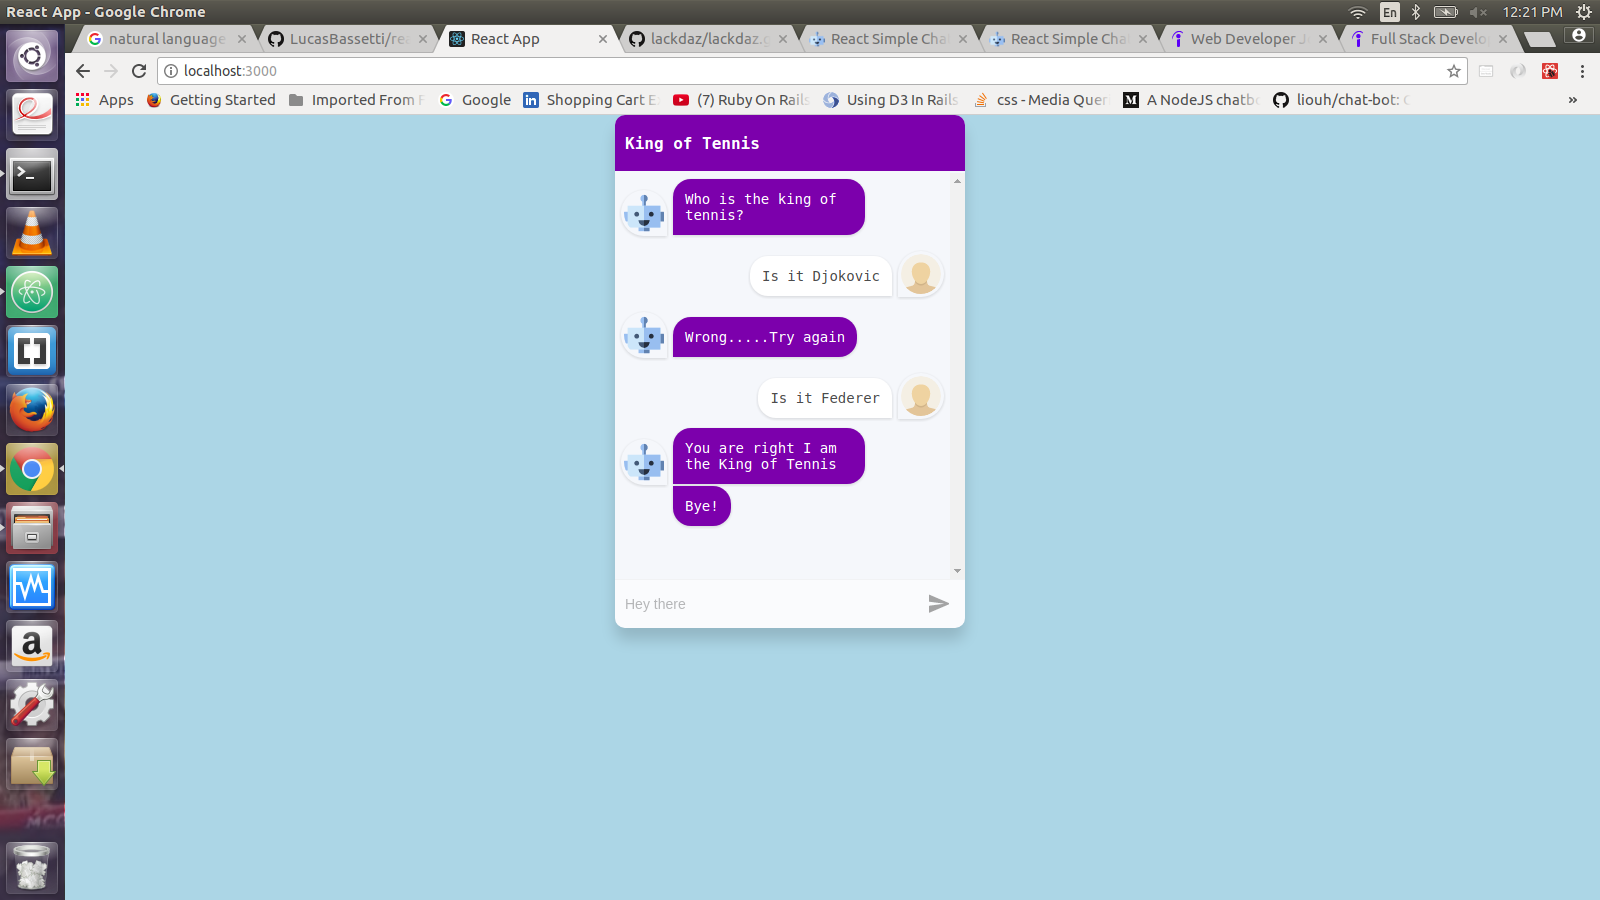 React App - Google Chrome
En
12:21 PM
natural language
LucasBassetti/rea
React App
lackdaz/lackdaz.g
React Simple Cha
React Simple Cha
Web Developer J
Full Stack Develo
localhost:3000
Apps
Getting Started
Imported From F
Google
Shopping Cart E
(7) Ruby On Rails
Using D3 In Rails
css - Media Quer
A NodeJS chatbo
liouh/chat-bot: C
»
King of Tennis
Who is the king of
tennis?
Is it Djokovic
Wrong.....Try again
Is it Federer
You are right I am
the King of Tennis
Bye!
Hey there